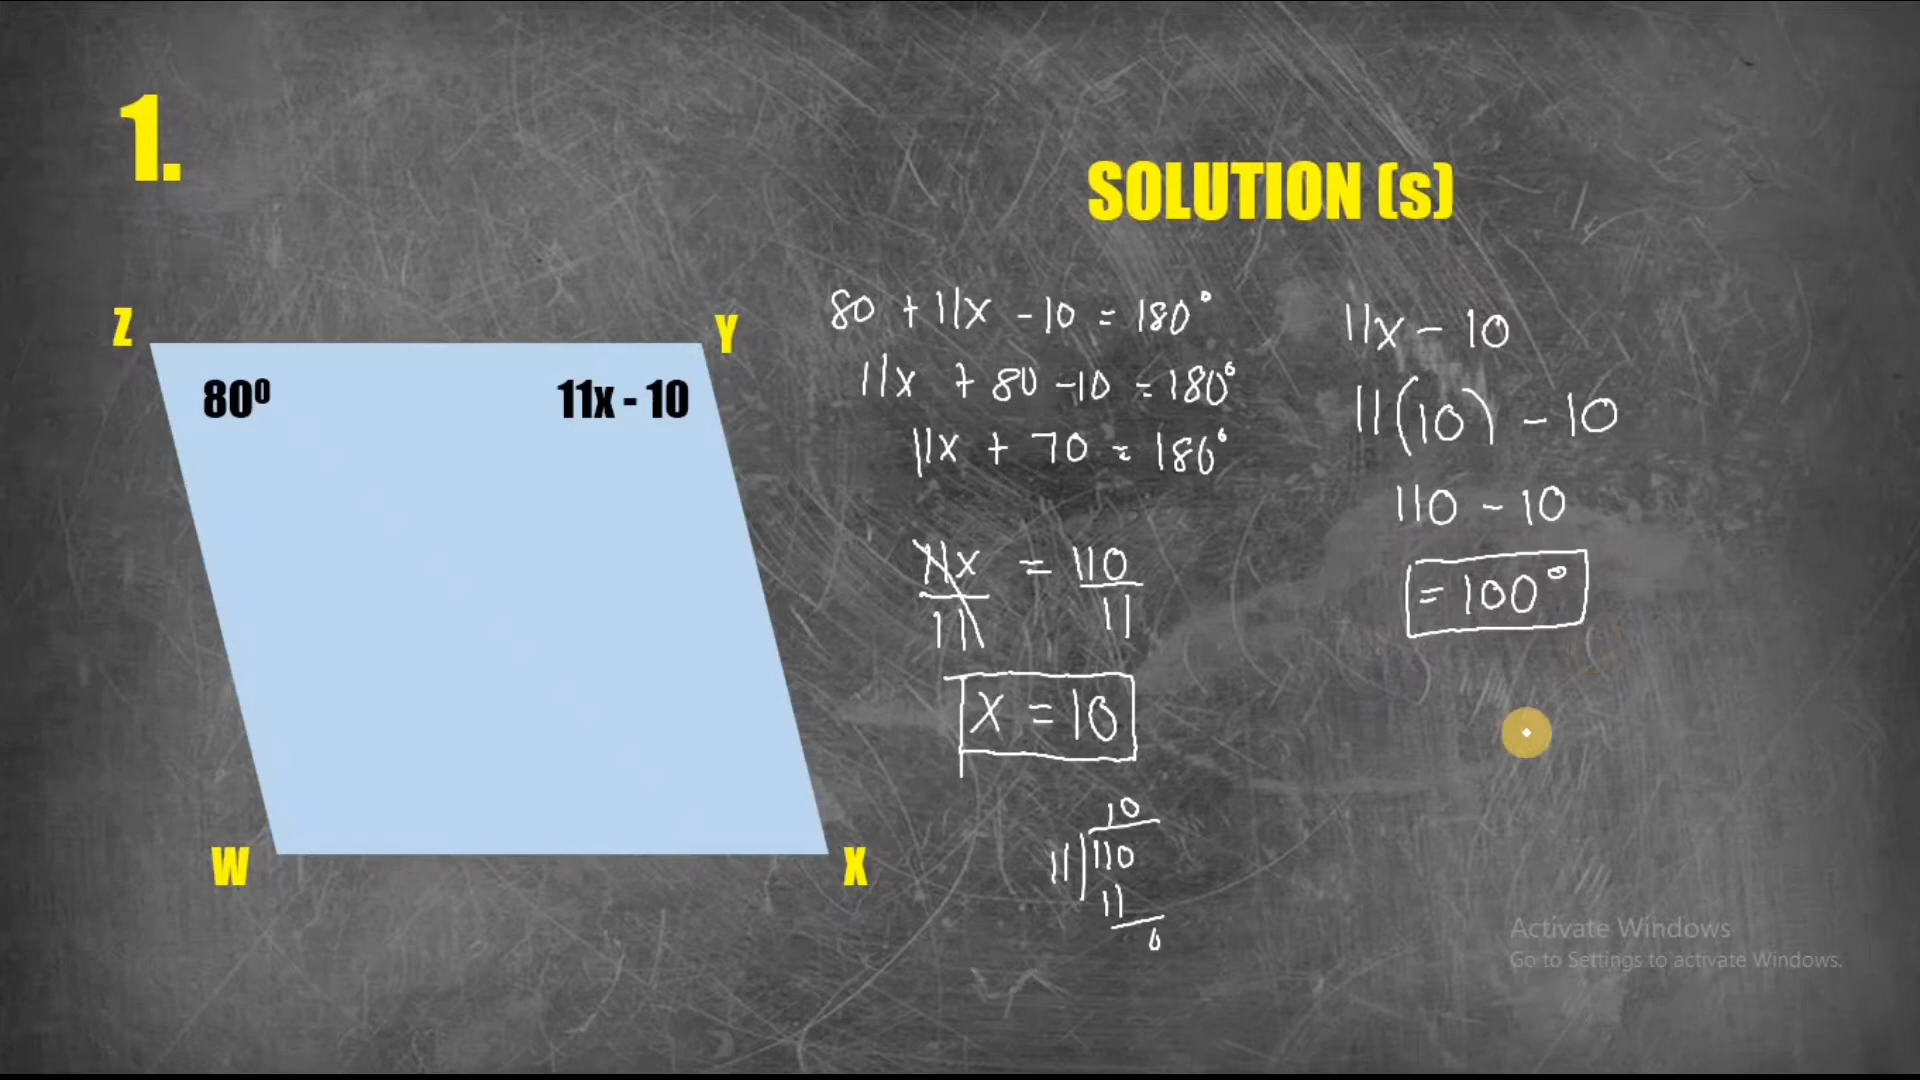 1.
SOLUTION (s)
Z
Y
80⁰
11x - 10
W
X
80 + 11x - 10 = 180°
11x + 80 - 10 = 180°
11x + 70 = 180°
11x = 110
11 11
x = 10
10
11 110
11
0
11x - 10
11(10) - 10
110 - 10
= 100°
Activate Windows
Go to Settings to activate Windows.